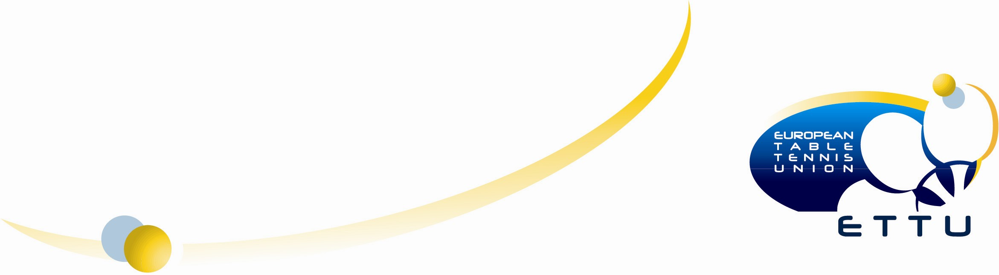 EUROPEAN
TABLE
TENNIS
UNION
ETTU